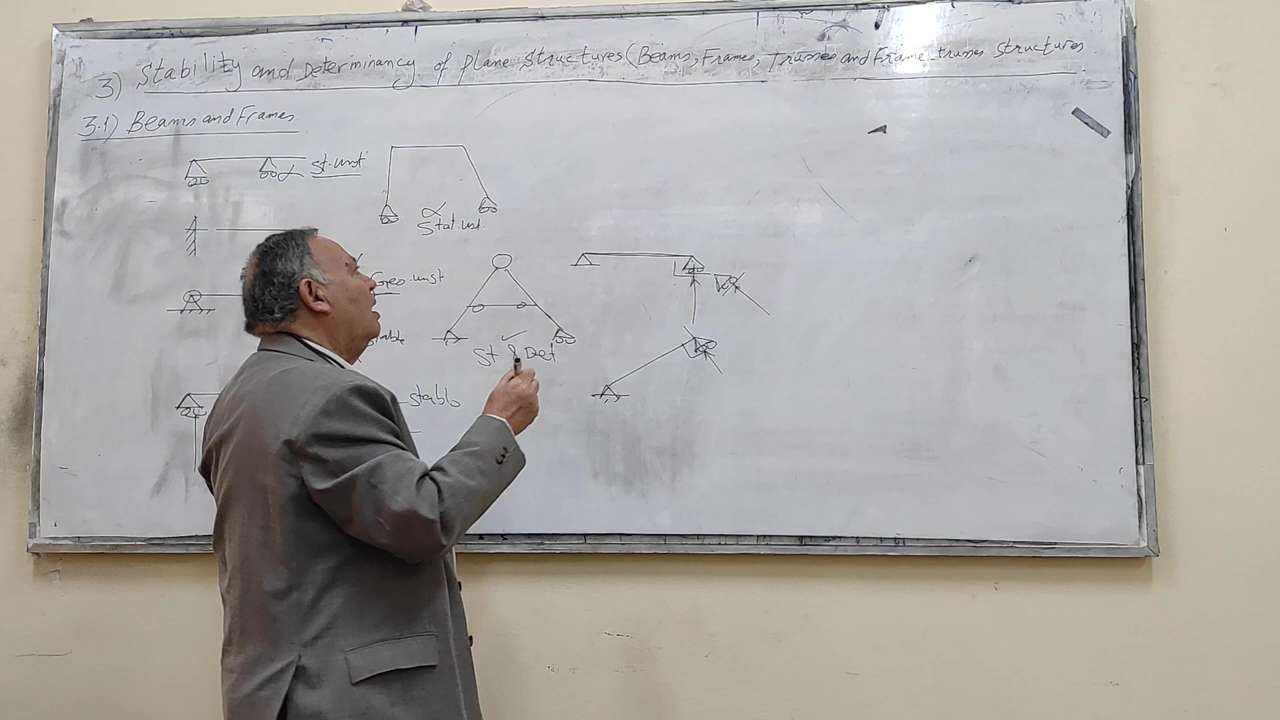 3) Stability and Determinancy of plane structures (Beams, Frames, Trusses and Frame-trusses structures
3.1) Beams and Frames
St. unst
Stat. unst.
Geo. unst
stable
St & Det
stable